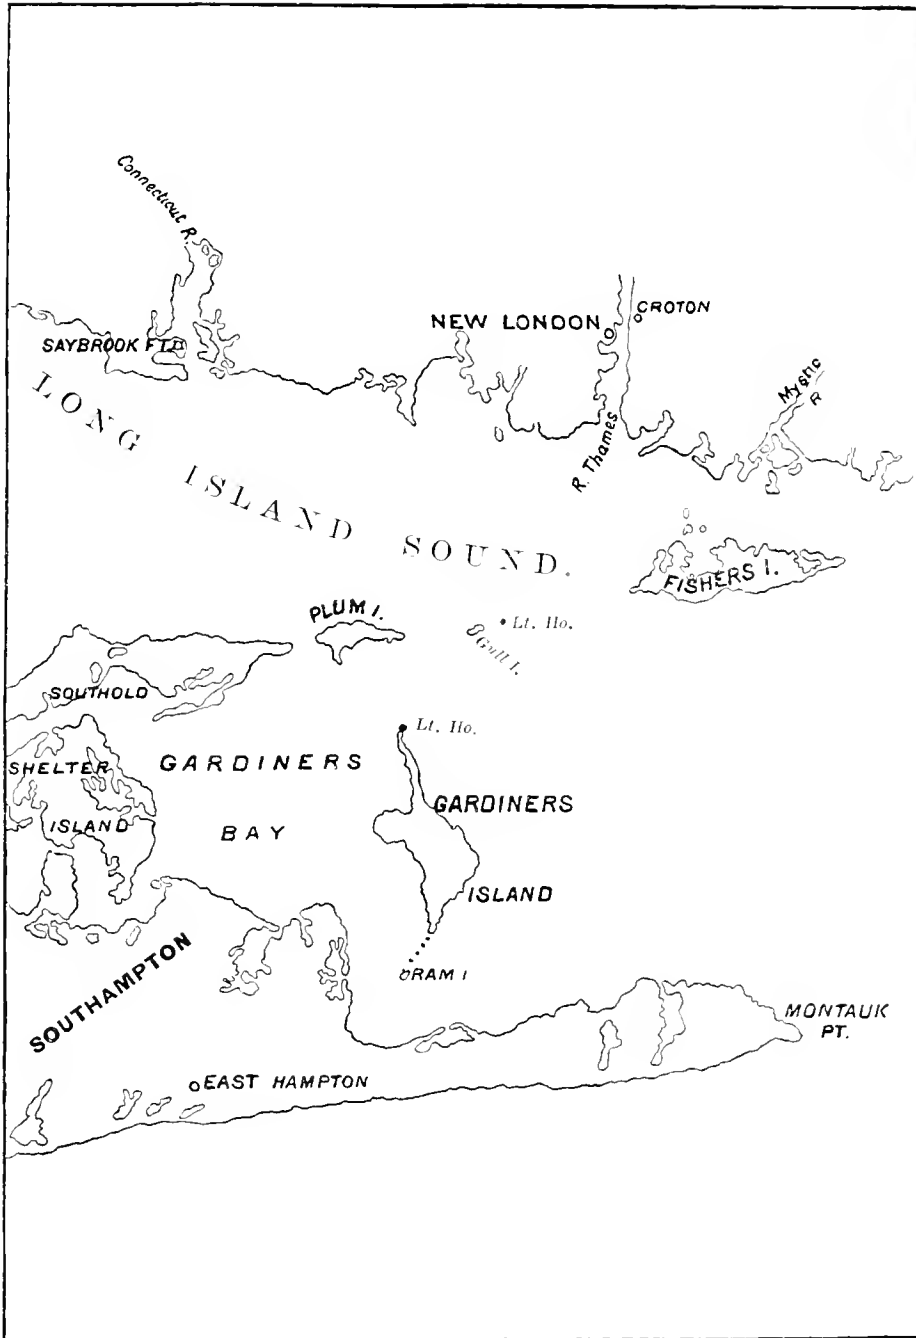 Connecticut R.
NEW LONDON
CROTON
SAYBROOK FT.
Mystic
R
LONG ISLAND SOUND.
R. Thames
FISHERS I.
PLUM I.
Lt. Ho.
Gull I.
SOUTHOLD
Lt. Ho.
SHELTER
ISLAND
GARDINERS
BAY
GARDINERS
ISLAND
RAM I
SOUTHAMPTON
MONTAUK
PT.
EAST HAMPTON